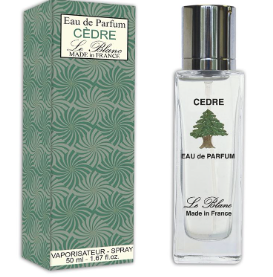 Eau de Parfum
CÈDRE
Le Blanc
MADE in FRANCE
VAPORISATEUR - SPRAY
50 ml - 1.67 fl.oz.
CEDRE
EAU de PARFUM
Le Blanc
Made in France